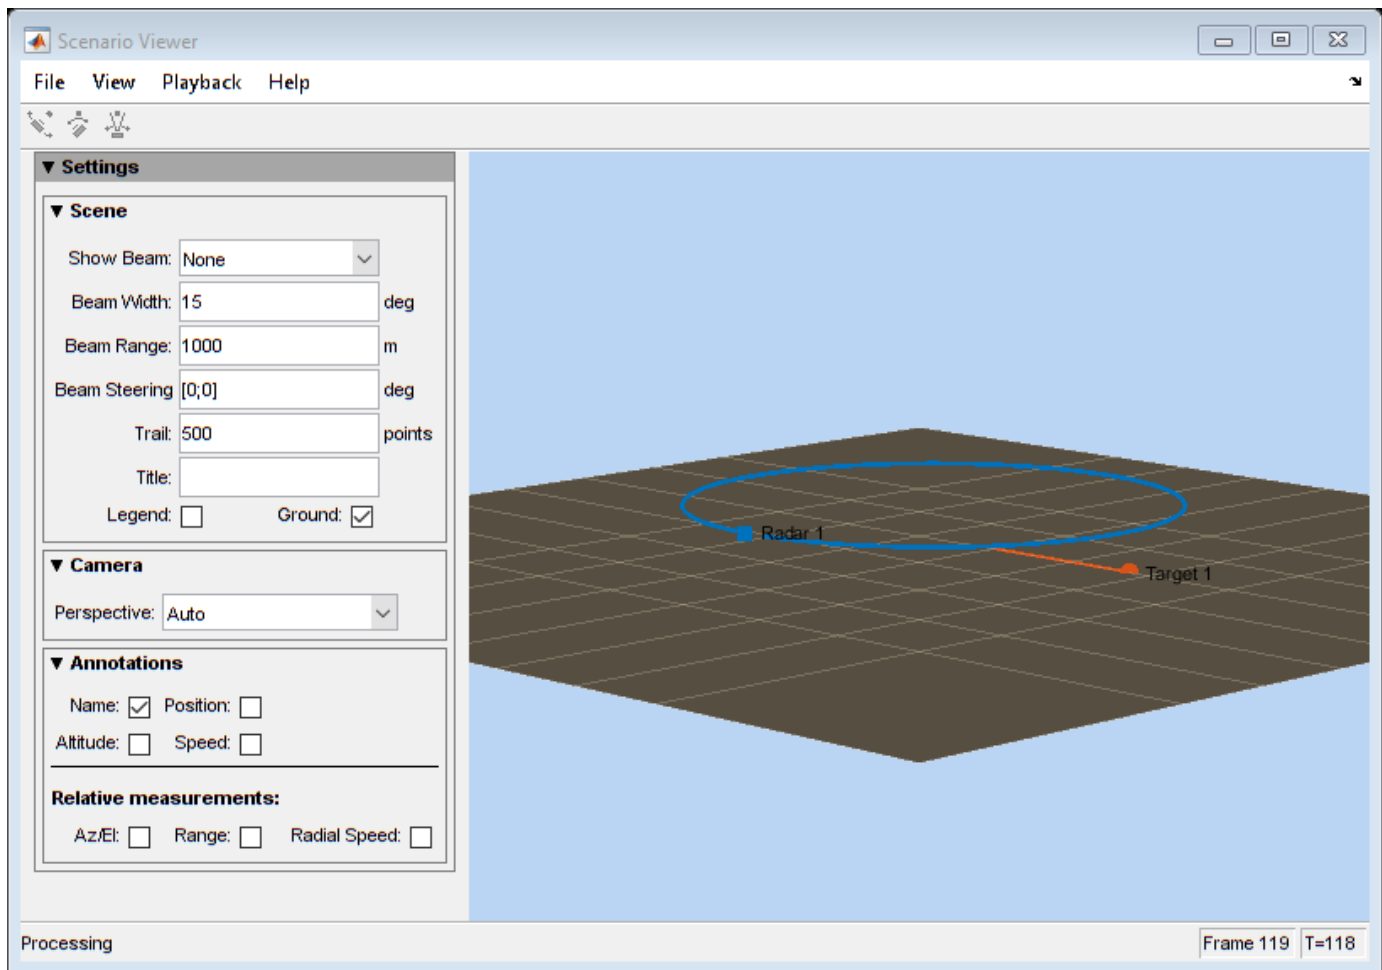 Scenario Viewer
File View Playback Help
▼ Settings
▼ Scene
Show Beam: None
Beam Width: 15 deg
Beam Range: 1000 m
Beam Steering [0;0] deg
Trail: 500 points
Title:
Legend: Ground:
▼ Camera
Perspective: Auto
▼ Annotations
Name: Position:
Altitude: Speed:
Relative measurements:
Az/El: Range: Radial Speed:
Radar 1
Target 1
Processing Frame 119 T=118